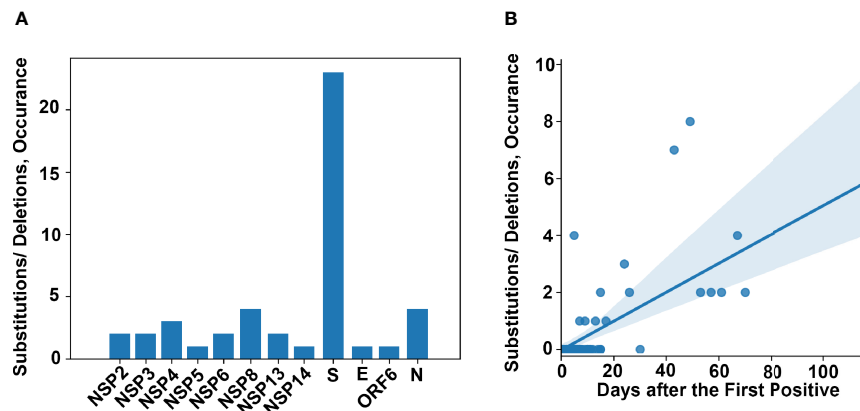 A
Substitutions/ Deletions, Occurance
20
15
10
5
0
NSP2 NSP3 NSP4 NSP5 NSP6 NSP8 NSP13 NSP14 S E ORF6 N
B
Substitutions/ Deletions, Occurance
10
8
6
4
2
0
0 20 40 60 80 100
Days after the First Positive